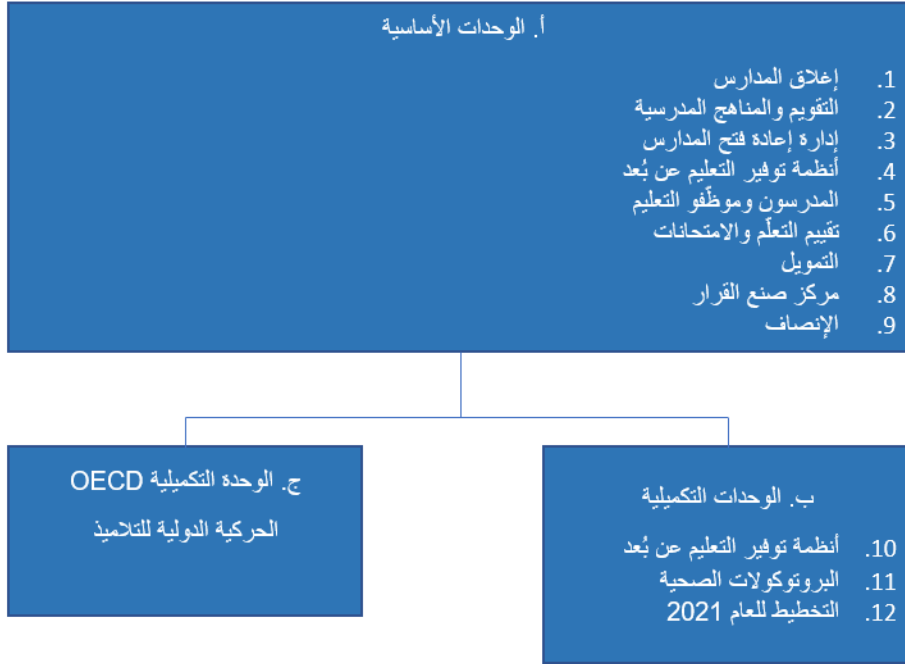 أ. الوحدات الأساسية
1. إغلاق المدارس
2. التقويم والمناهج المدرسية
3. إدارة إعادة فتح المدارس
4. أنظمة توفير التعليم عن بُعد
5. المدرسون وموظّفو التعليم
6. تقييم التعلّم والامتحانات
7. التمويل
8. مركز صنع القرار
9. الإنصاف
ب. الوحدات التكميلية
10. أنظمة توفير التعليم عن بُعد
11. البروتوكولات الصحية
12. التخطيط للعام 2021
ج. الوحدة التكميلية OECD
الحركية الدولية للتلاميذ